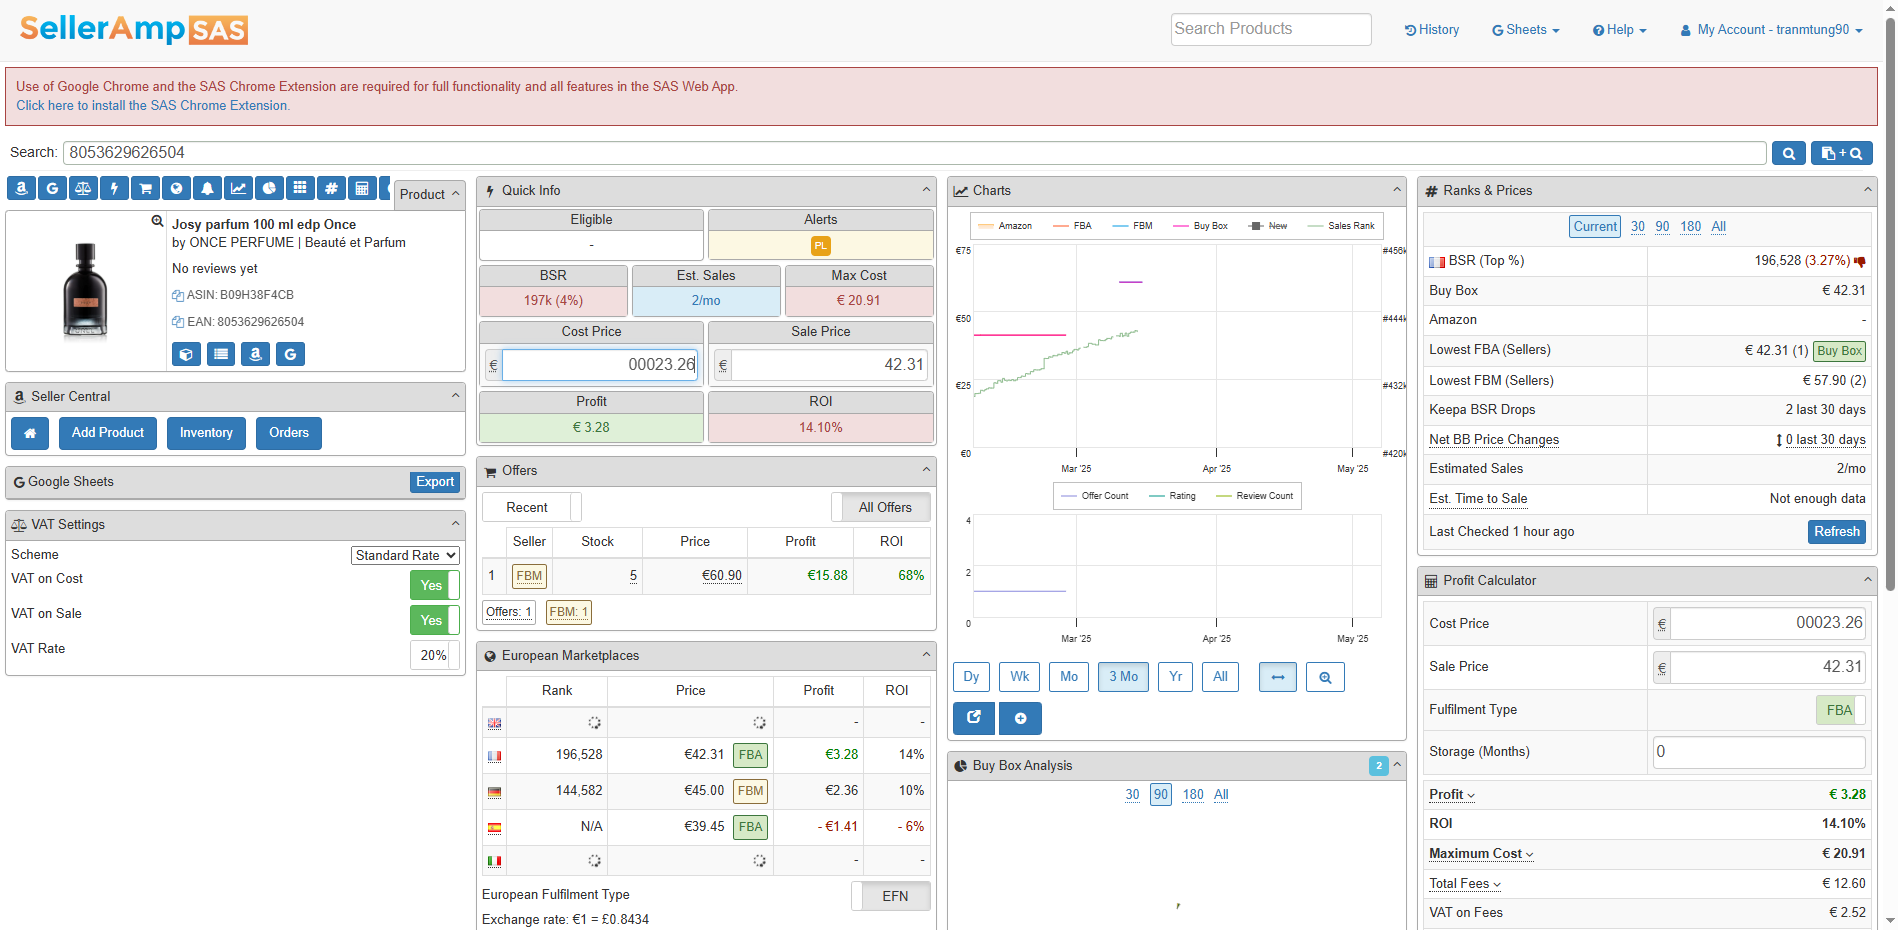 SellerAmp SAS
Search Products
History
Sheets
Help
My Account - tranmtung90
Use of Google Chrome and the SAS Chrome Extension are required for full functionality and all features in the SAS Web App.
Click here to install the SAS Chrome Extension.
Search:
8053629626504
+
Product
Josy parfum 100 ml edp Once
by ONCE PERFUME | Beauté et Parfum
No reviews yet
ASIN: B09H38F4CB
EAN: 8053629626504
Seller Central
Add Product
Inventory
Orders
Google Sheets
Export
VAT Settings
Scheme
Standard Rate
VAT on Cost
Yes
VAT on Sale
Yes
VAT Rate
20%
Quick Info
Eligible
Alerts
-
PL
BSR
Est. Sales
Max Cost
197k (4%)
2/mo
€ 20.91
Cost Price
Sale Price
€ 00023.26
€ 42.31
Profit
ROI
€ 3.28
14.10%
Offers
Recent
All Offers
Seller Stock Price Profit ROI
1 FBM 5 €60.90 €15.88 68%
Offers: 1
FBM: 1
European Marketplaces
Rank Price Profit ROI
- -
196,528 €42.31 FBA €3.28 14%
144,582 €45.00 FBM €2.36 10%
N/A €39.45 FBA - €1.41 - 6%
- -
European Fulfilment Type
EFN
Exchange rate: €1 = £0.8434
Charts
Amazon FBA FBM Buy Box New Sales Rank
€75
#456k
€50
#444k
€25
#432k
€0
#420k
Mar '25
Apr '25
May '25
Offer Count Rating Review Count
4
2
0
Mar '25
Apr '25
May '25
Dy
Wk
Mo
3 Mo
Yr
All
Buy Box Analysis
2
30 90 180 All
Ranks & Prices
Current 30 90 180 All
BSR (Top %) 196,528 (3.27%)
Buy Box € 42.31
Amazon -
Lowest FBA (Sellers) € 42.31 (1) Buy Box
Lowest FBM (Sellers) € 57.90 (2)
Keepa BSR Drops 2 last 30 days
Net BB Price Changes 0 last 30 days
Estimated Sales 2/mo
Est. Time to Sale Not enough data
Last Checked 1 hour ago
Refresh
Profit Calculator
Cost Price € 00023.26
Sale Price € 42.31
Fulfilment Type FBA
Storage (Months) 0
Profit € 3.28
ROI 14.10%
Maximum Cost € 20.91
Total Fees € 12.60
VAT on Fees € 2.52